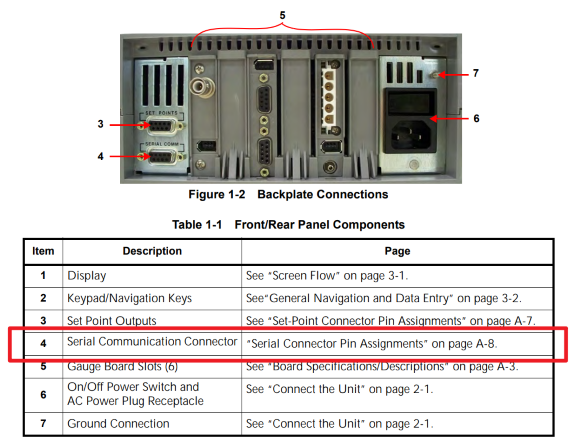 5
SET POINTS
SERIAL COMM
7
6
3
4
Figure 1-2 Backplate Connections
Table 1-1 Front/Rear Panel Components
Item Description Page
1 Display See "Screen Flow" on page 3-1.
2 Keypad/Navigation Keys See"General Navigation and Data Entry" on page 3-2.
3 Set Point Outputs See "Set-Point Connector Pin Assignments" on page A-7.
4 Serial Communication Connector "Serial Connector Pin Assignments" on page A-8.
5 Gauge Board Slots (6) See "Board Specifications/Descriptions" on page A-3.
6 On/Off Power Switch and
AC Power Plug Receptacle See "Connect the Unit" on page 2-1.
7 Ground Connection See "Connect the Unit" on page 2-1.